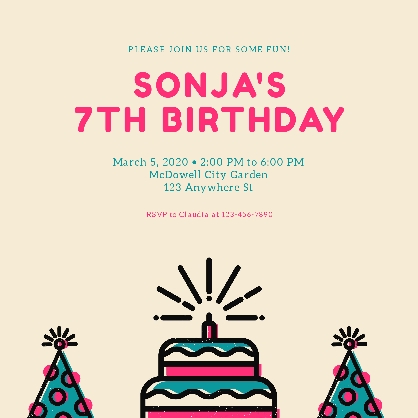 PLEASE JOIN US FOR SOME FUN!
SONJA'S
7TH BIRTHDAY
March 5, 2020 • 2:00 PM to 6:00 PM
McDowell City Garden
123 Anywhere St
RSVP to Claudia at 123-456-7890